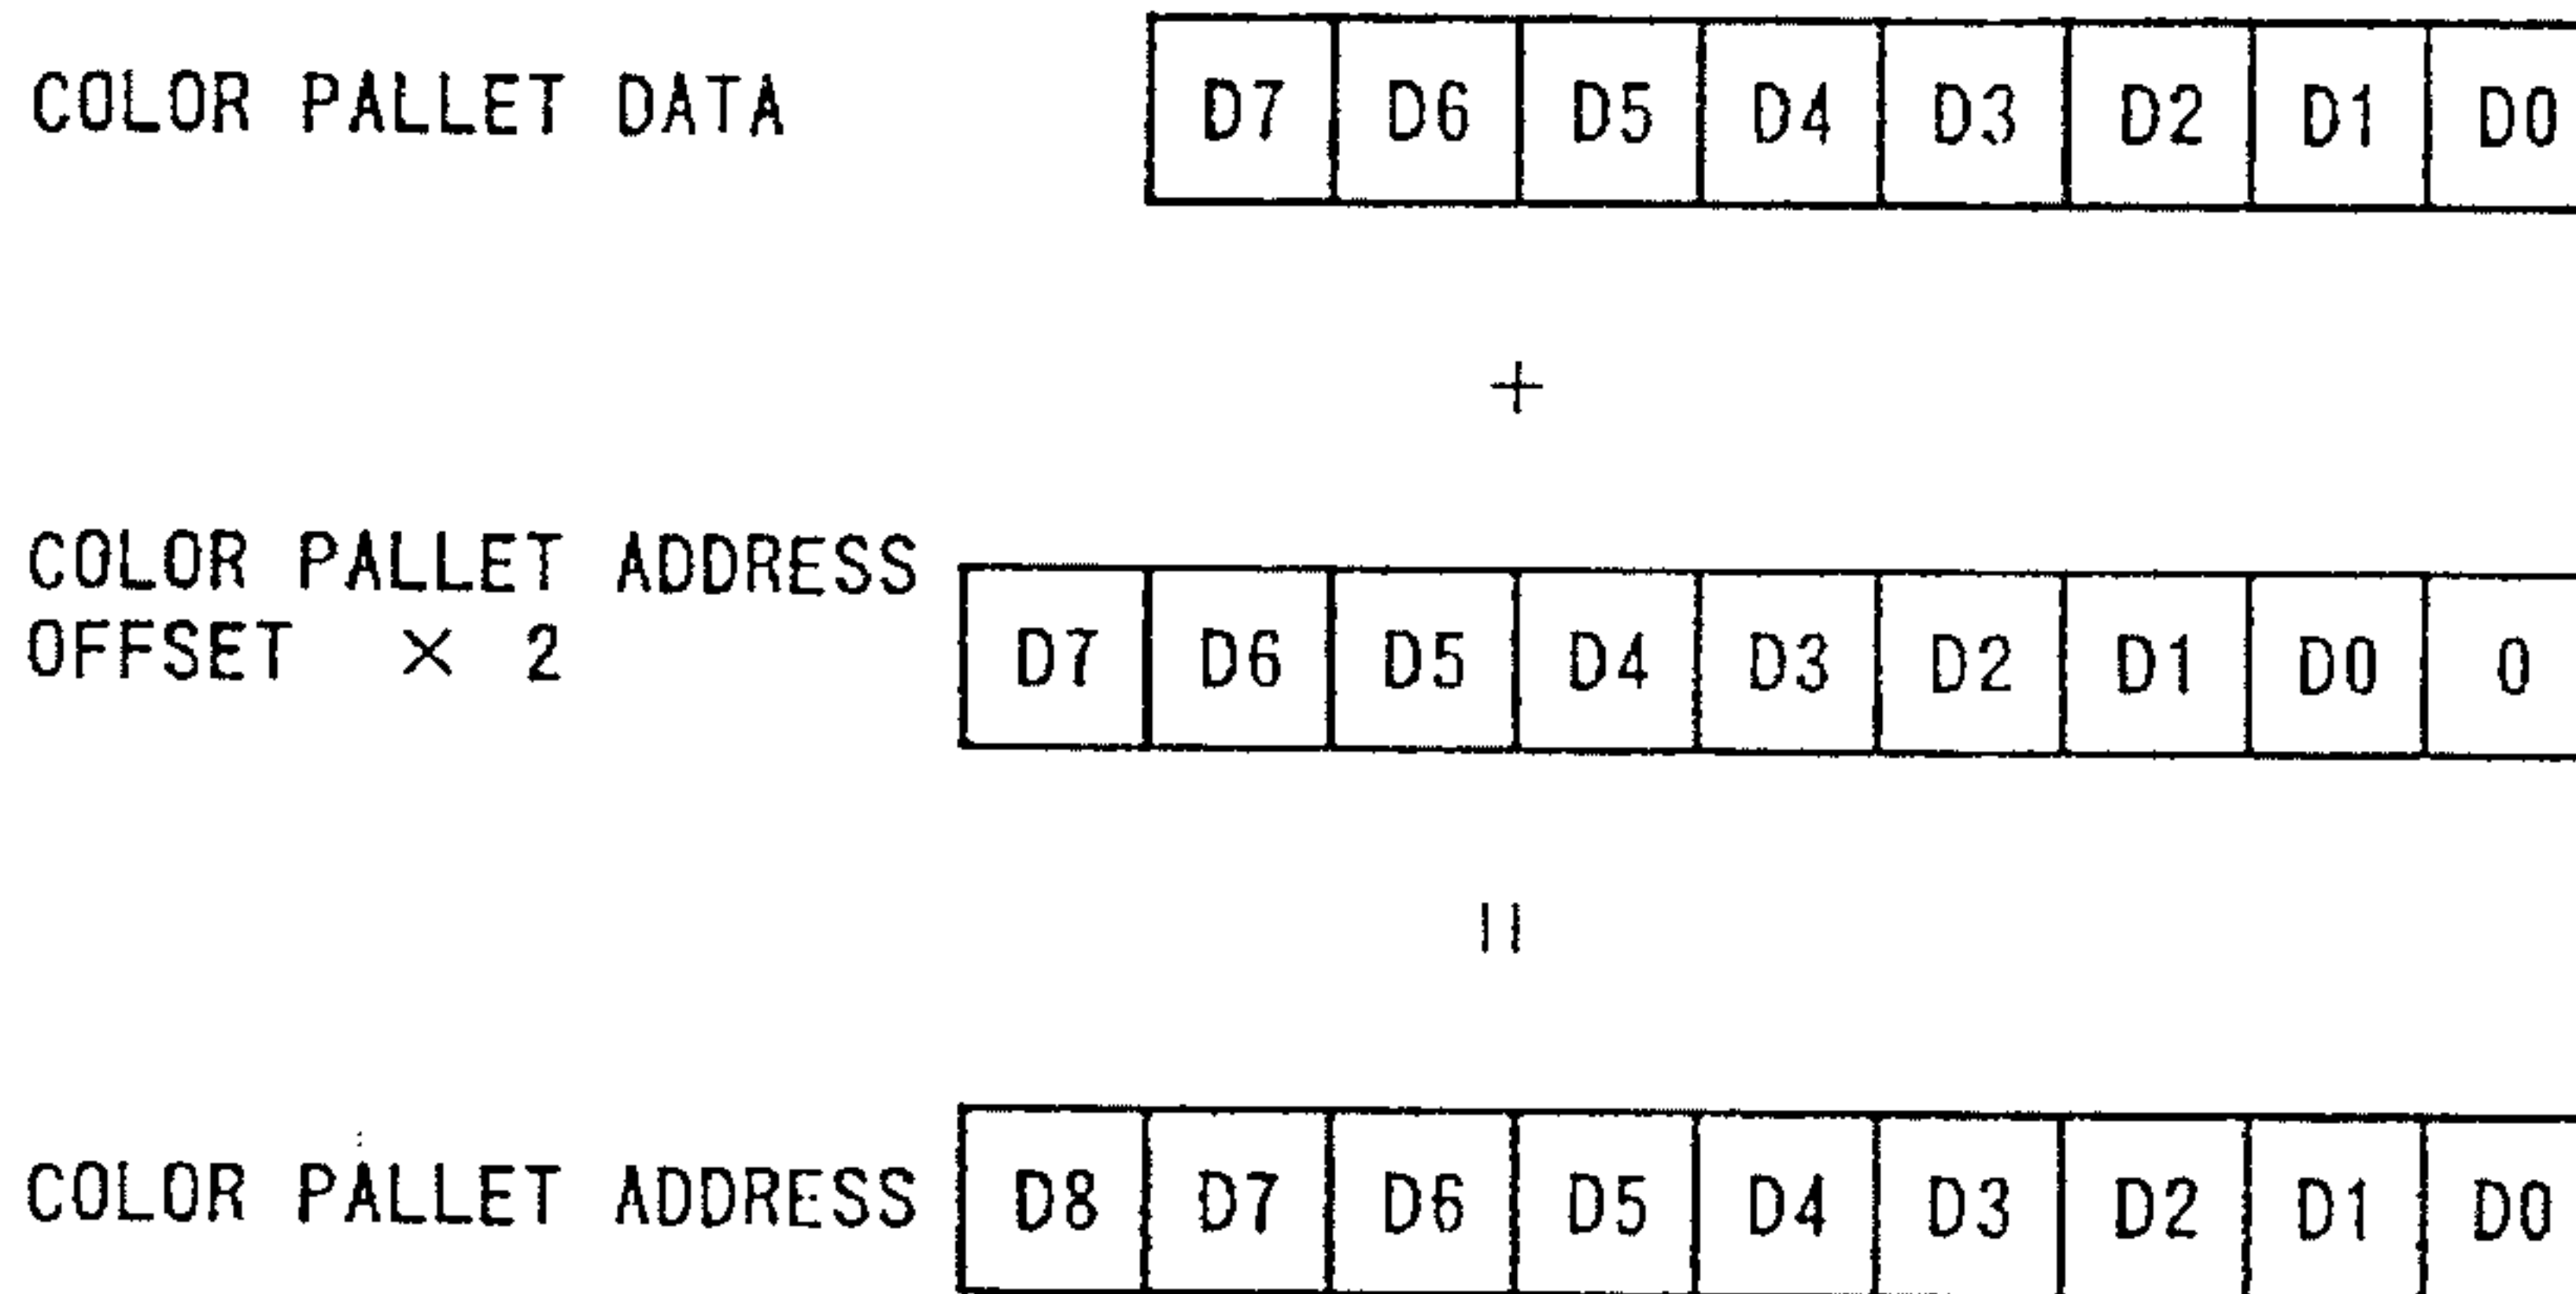 COLOR PALLET DATA D7 D6 D5 D4 D3 D2 D1 D0
+
COLOR PALLET ADDRESS
OFFSET × 2 D7 D6 D5 D4 D3 D2 D1 D0 0
=
COLOR PALLET ADDRESS D8 D7 D6 D5 D4 D3 D2 D1 D0